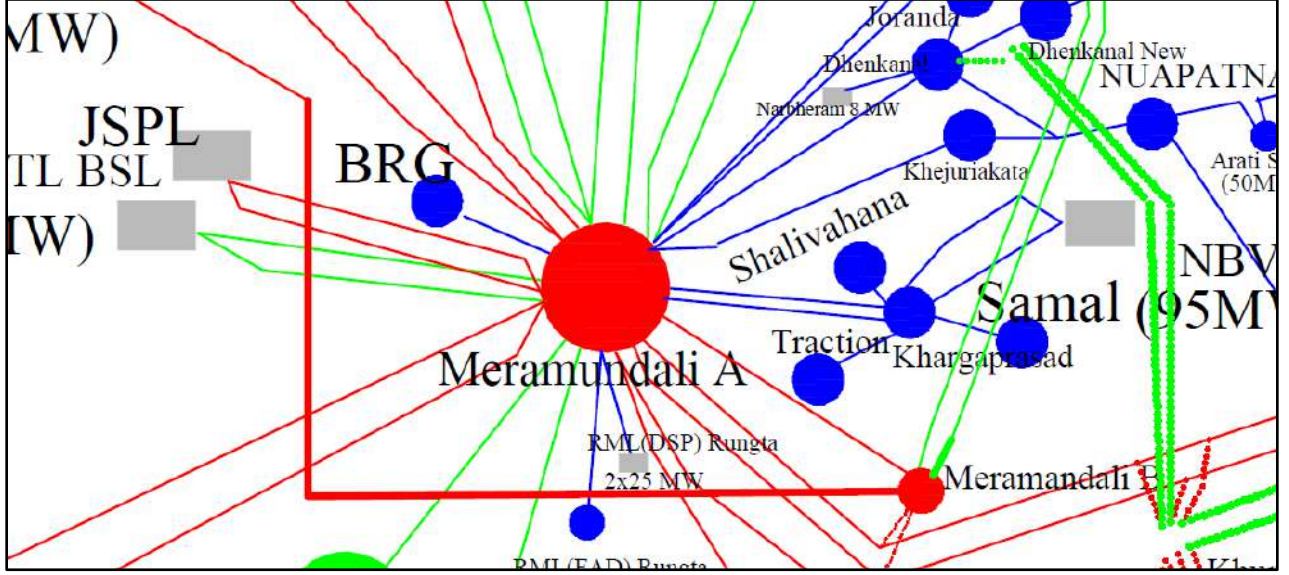 MW)
Joranda
Dhenkanal New
Dhenkanal
NUAPATNA
Narbheram 8 MW
JSPL
BRG
TL BSL
Khejuriakata
Arati S
(50M
IW)
Shalivahana
NBV
Samal (95MW
Traction
Khargaprasad
Meramundali A
RML(DSP) Rungta
2x25 MW
Meramandali B
RML(FAD) Rungta